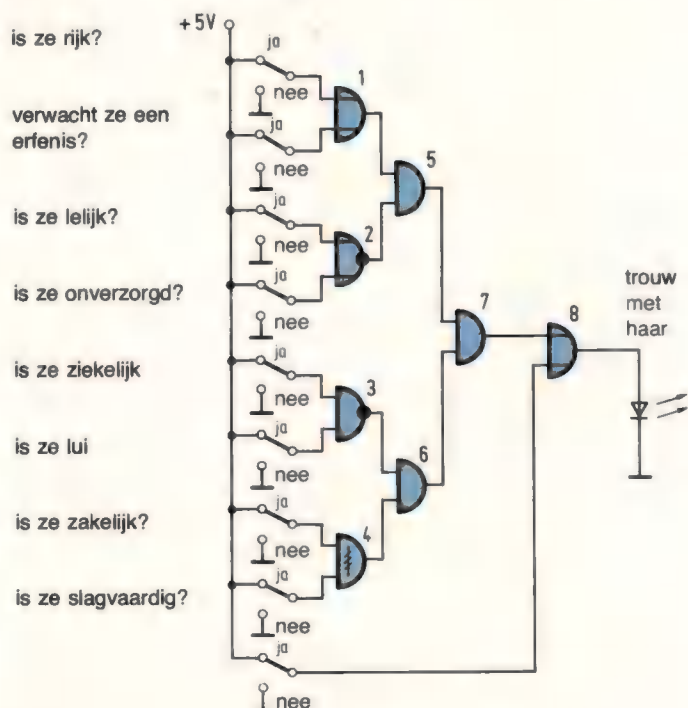 +5V
is ze rijk?
ja
1
nee
verwacht ze een
erfenis?
ja
5
nee
ja
is ze lelijk?
2
nee
is ze onverzorgd?
ja
trouw
met
haar
7
8
nee
is ze ziekelijk
ja
3
nee
is ze lui
ja
6
nee
is ze zakelijk?
ja
4
nee
is ze slagvaardig?
ja
nee
ja
nee